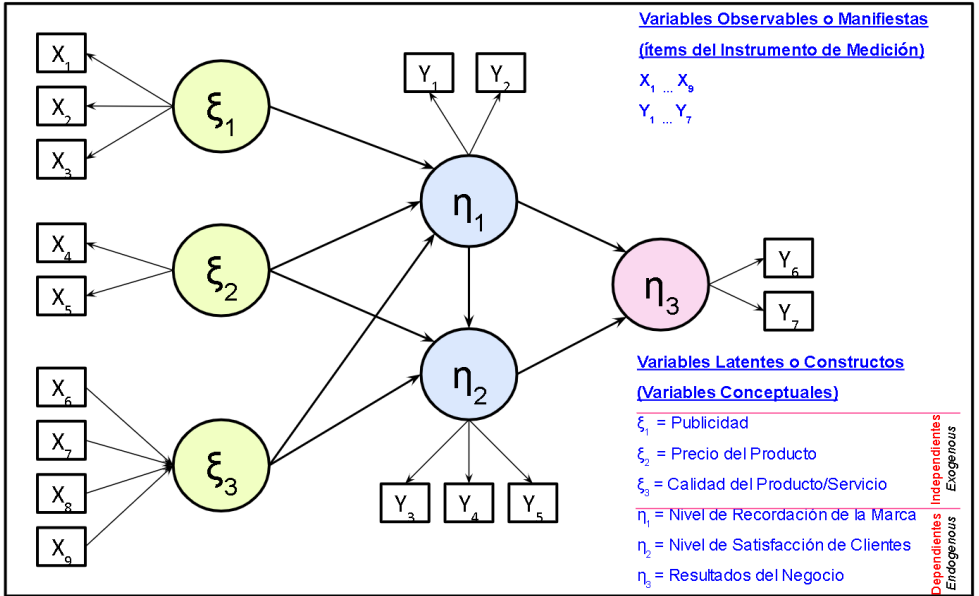 X1
X2
X3
X4
X5
X6
X7
X8
X9
ξ1
ξ2
ξ3
Y1
Y2
η1
η2
Y3
Y4
Y5
η3
Y6
Y7
Variables Observables o Manifiestas
(ítems del Instrumento de Medición)
X1 ... X9
Y1 ... Y7
Variables Latentes o Constructos
(Variables Conceptuales)
ξ1 = Publicidad
ξ2 = Precio del Producto
ξ3 = Calidad del Producto/Servicio
η1 = Nivel de Recordación de la Marca
η2 = Nivel de Satisfacción de Clientes
η3 = Resultados del Negocio
Independientes
Exogenous
Dependientes
Endogenous